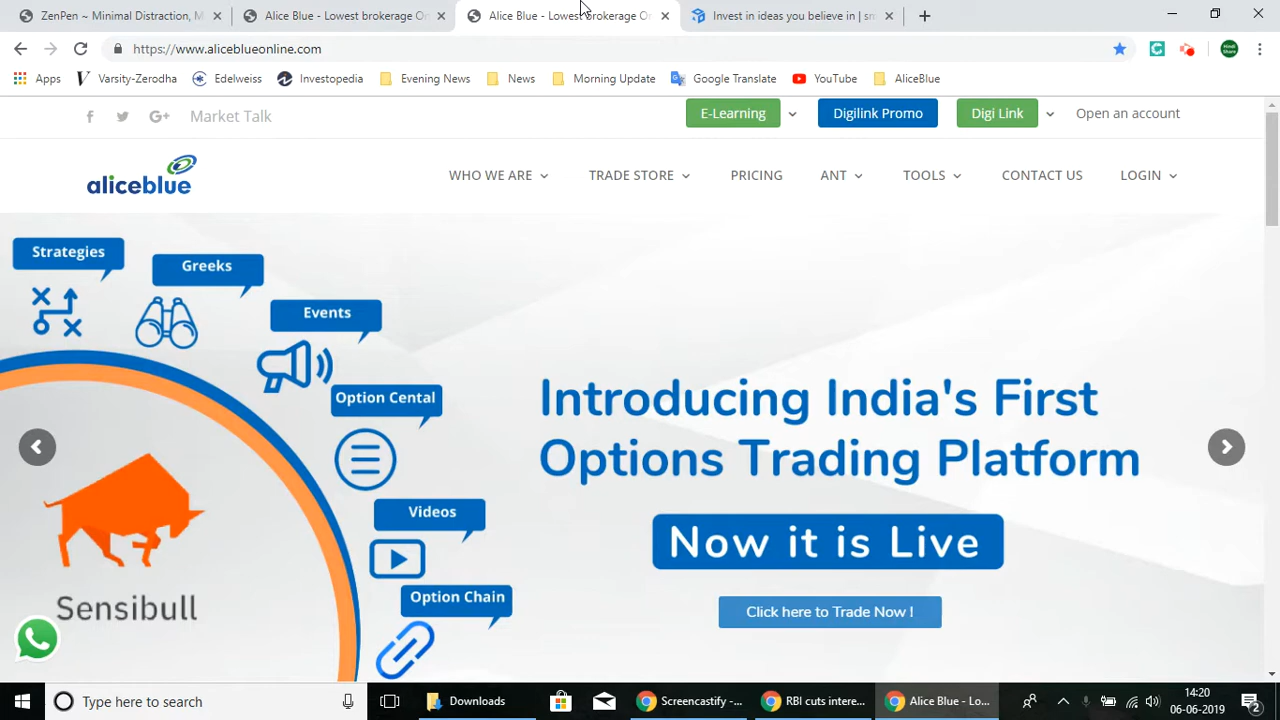 ZenPen ~ Minimal Distraction, M
Alice Blue - Lowest brokerage On
Alice Blue - Lowest brokerage On
Invest in ideas you believe in | sm
https://www.aliceblueonline.com
Apps
Varsity-Zerodha
Edelweiss
Investopedia
Evening News
News
Morning Update
Google Translate
YouTube
AliceBlue
Market Talk
E-Learning
Digilink Promo
Digi Link
Open an account
aliceblue
WHO WE ARE
TRADE STORE
PRICING
ANT
TOOLS
CONTACT US
LOGIN
Strategies
Greeks
Events
Option Cental
Videos
Option Chain
Sensibull
Introducing India's First
Options Trading Platform
Now it is Live
Click here to Trade Now !
Type here to search
Downloads
Screencastify -...
RBI cuts intere...
Alice Blue - Lo...
14:20
06-06-2019
2